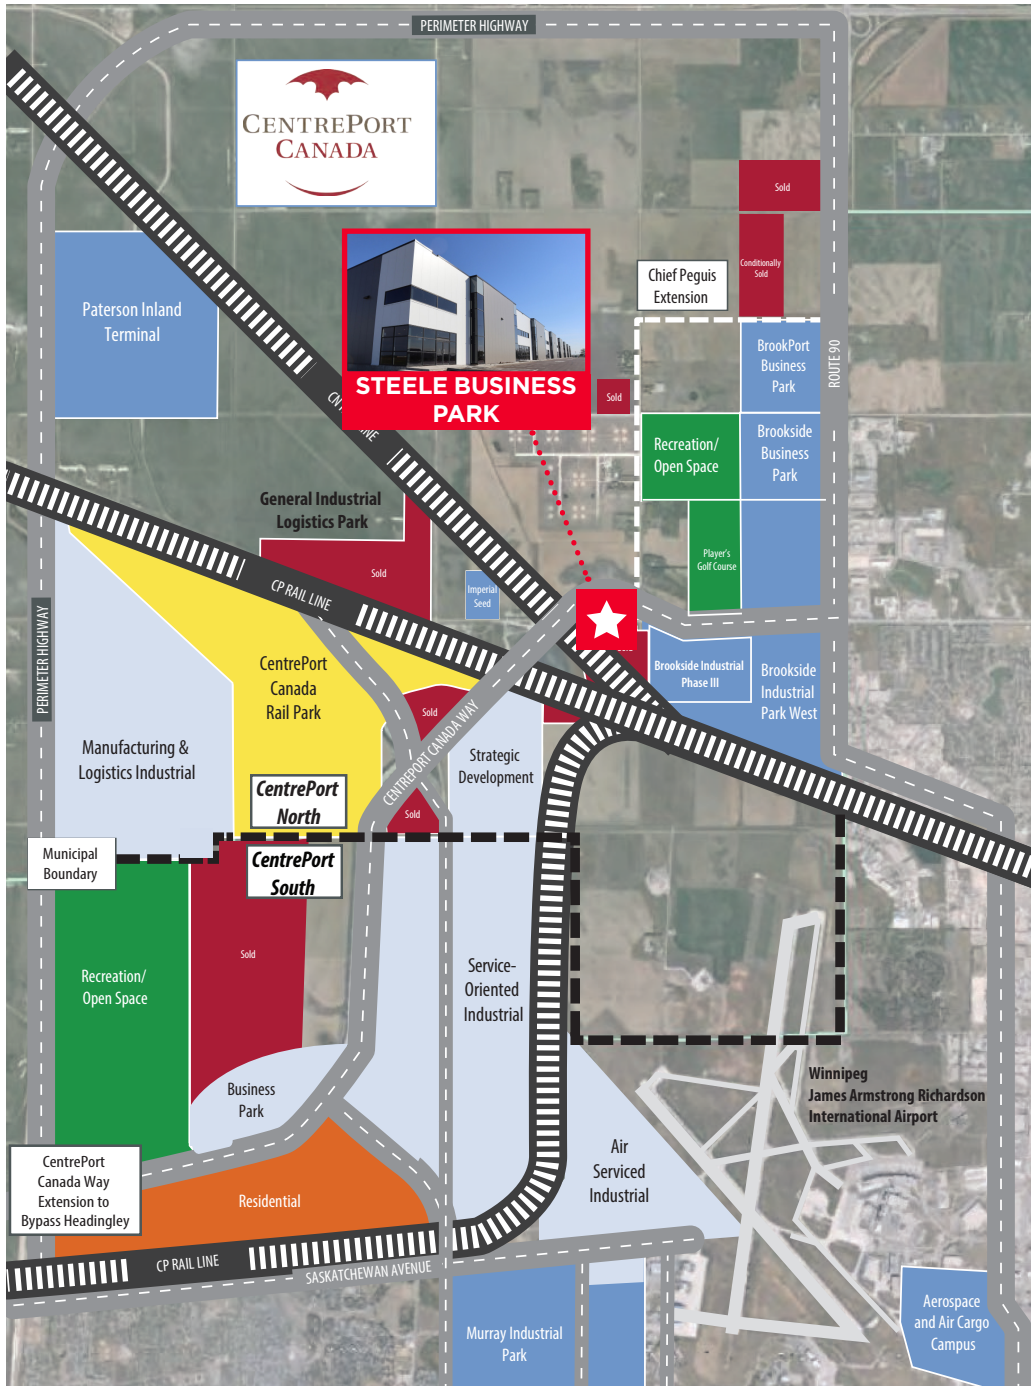 PERIMETER HIGHWAY
CENTREPORT
CANADA
Sold
Conditionally
Sold
Chief Peguis
Extension
Paterson Inland
Terminal
BrookPort
Business
Park
ROUTE 90
STEELE BUSINESS
PARK
Sold
CN
LINE
Recreation/
Open Space
Brookside
Business
Park
General Industrial
Logistics Park
Sold
Player's
Golf Course
CP RAIL LINE
Imperial
Seed
PERIMETER HIGHWAY
CentrePort
Canada
Rail Park
Brookside Industrial
Phase III
Brookside
Industrial
Park West
Sold
CENTREPORT CANADA WAY
Manufacturing &
Logistics Industrial
Strategic
Development
CentrePort
North
Sold
Municipal
Boundary
CentrePort
South
Sold
Recreation/
Open Space
Service-
Oriented
Industrial
Business
Park
Winnipeg
James Armstrong Richardson
International Airport
CentrePort
Canada Way
Extension to
Bypass Headingley
Air
Serviced
Industrial
Residential
CP RAIL LINE
SASKATCHEWAN AVENUE
Murray Industrial
Park
Aerospace
and Air Cargo
Campus